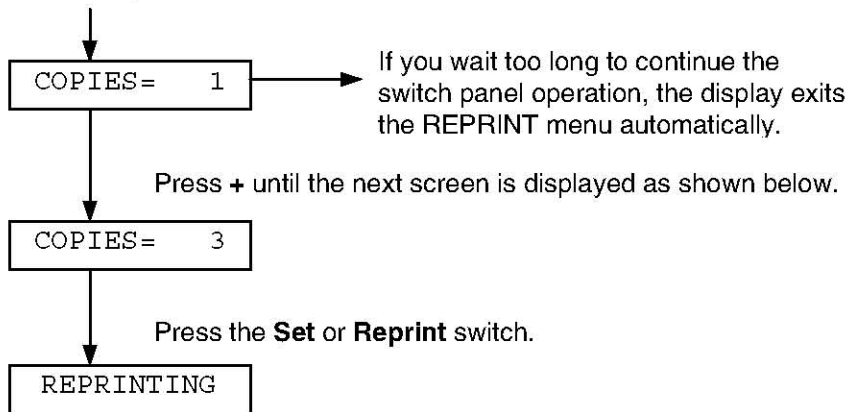 COPIES= 1
If you wait too long to continue the
switch panel operation, the display exits
the REPRINT menu automatically.
Press + until the next screen is displayed as shown below.
COPIES= 3
Press the Set or Reprint switch.
REPRINTING